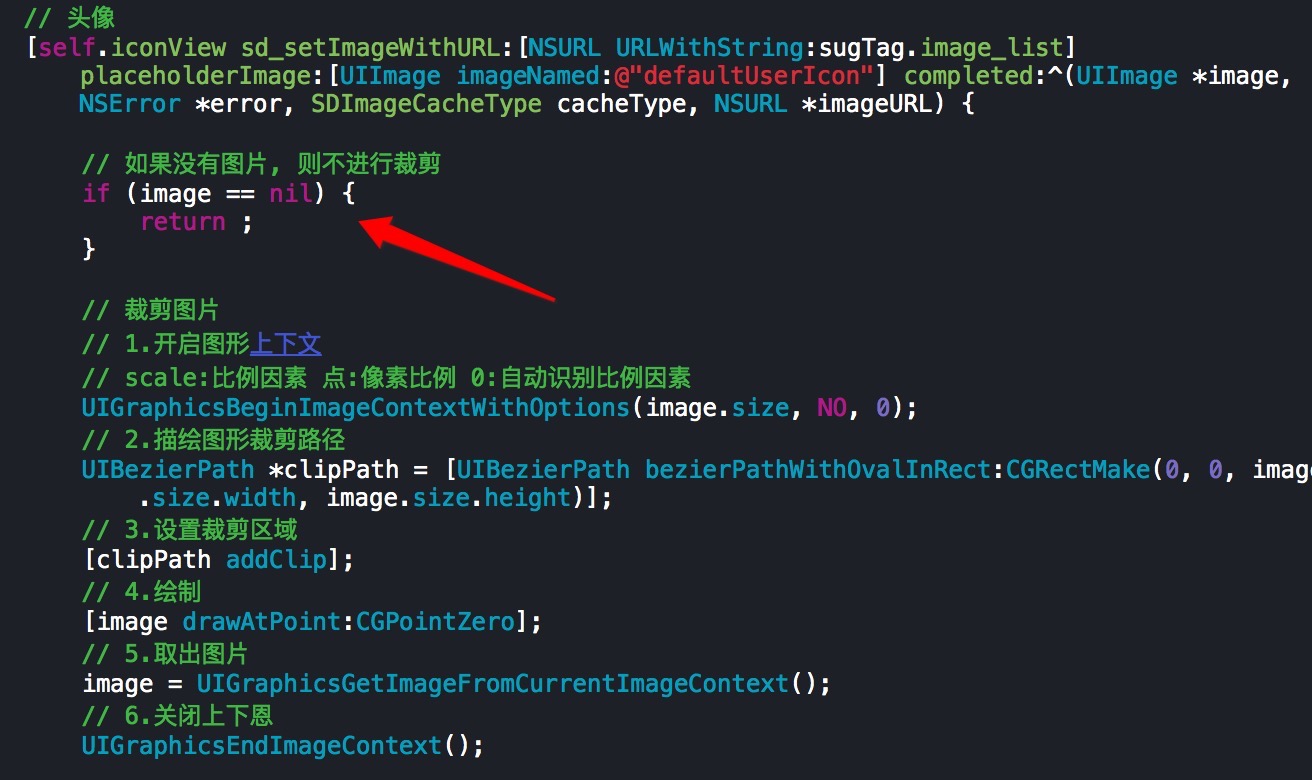 // 头像
[self.iconView sd_setImageWithURL:[NSURL URLWithString:sugTag.image_list]
placeholderImage:[UIImage imageNamed:@"defaultUserIcon"] completed:^(UIImage *image,
NSError *error, SDImageCacheType cacheType, NSURL *imageURL) {
// 如果没有图片, 则不进行裁剪
if (image == nil) {
return ;
}
// 裁剪图片
// 1.开启图形上下文
// scale:比例因素 点:像素比例 0:自动识别比例因素
UIGraphicsBeginImageContextWithOptions(image.size, NO, 0);
// 2.描绘图形裁剪路径
UIBezierPath *clipPath = [UIBezierPath bezierPathWithOvalInRect:CGRectMake(0, 0, image
.size.width, image.size.height)];
// 3.设置裁剪区域
[clipPath addClip];
// 4.绘制
[image drawAtPoint:CGPointZero];
// 5.取出图片
image = UIGraphicsGetImageFromCurrentImageContext();
// 6.关闭上下恩
UIGraphicsEndImageContext();